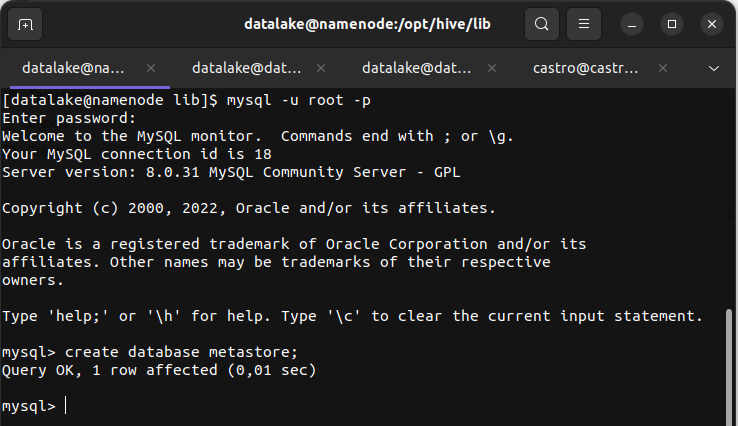 datalake@namenode:/opt/hive/lib
datalake@na... datalake@dat... datalake@dat... castro@castr...
[datalake@namenode lib]$ mysql -u root -p
Enter password:
Welcome to the MySQL monitor.  Commands end with ; or \g.
Your MySQL connection id is 18
Server version: 8.0.31 MySQL Community Server - GPL
Copyright (c) 2000, 2022, Oracle and/or its affiliates.
Oracle is a registered trademark of Oracle Corporation and/or its
affiliates. Other names may be trademarks of their respective
owners.
Type 'help;' or '\h' for help. Type '\c' to clear the current input statement.
mysql> create database metastore;
Query OK, 1 row affected (0,01 sec)
mysql>